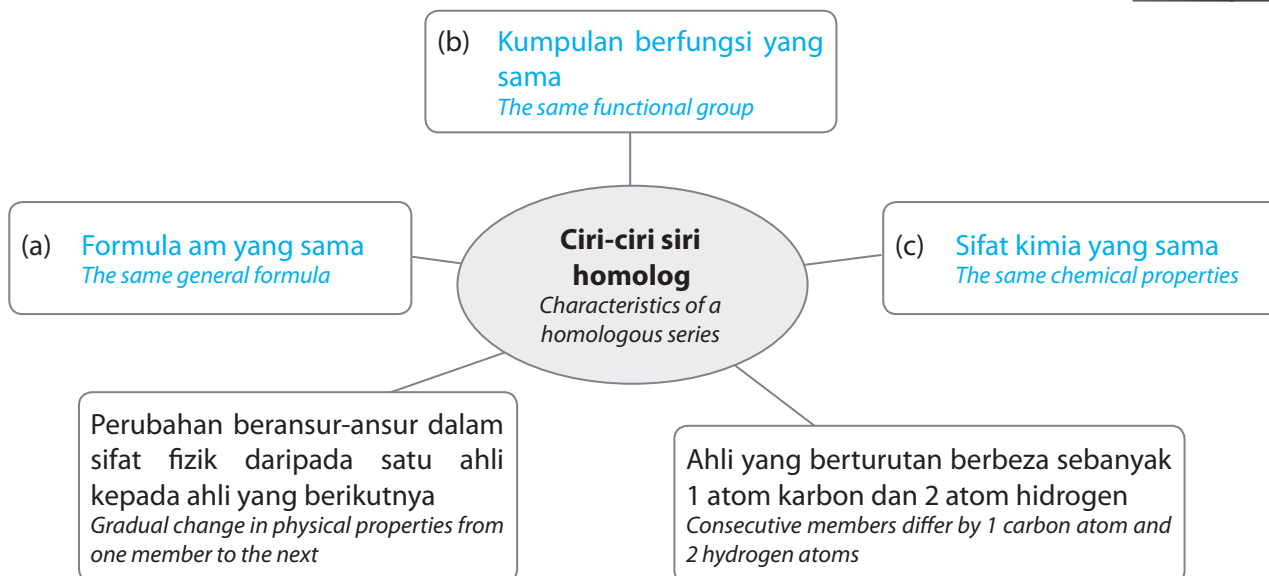 (b) Kumpulan berfungsi yang
sama
The same functional group
(a) Formula am yang sama
The same general formula
Ciri-ciri siri
homolog
Characteristics of a
homologous series
(c) Sifat kimia yang sama
The same chemical properties
Perubahan beransur-ansur dalam
sifat fizik daripada satu ahli
kepada ahli yang berikutnya
Gradual change in physical properties from
one member to the next
Ahli yang berturutan berbeza sebanyak
1 atom karbon dan 2 atom hidrogen
Consecutive members differ by 1 carbon atom and
2 hydrogen atoms